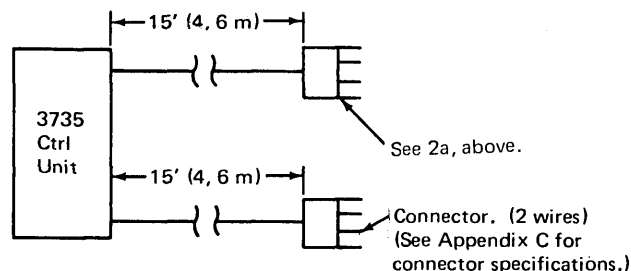 15' (4, 6 m)
3735
Ctrl
Unit
See 2a, above.
15' (4, 6 m)
Connector. (2 wires)
(See Appendix C for
connector specifications.)